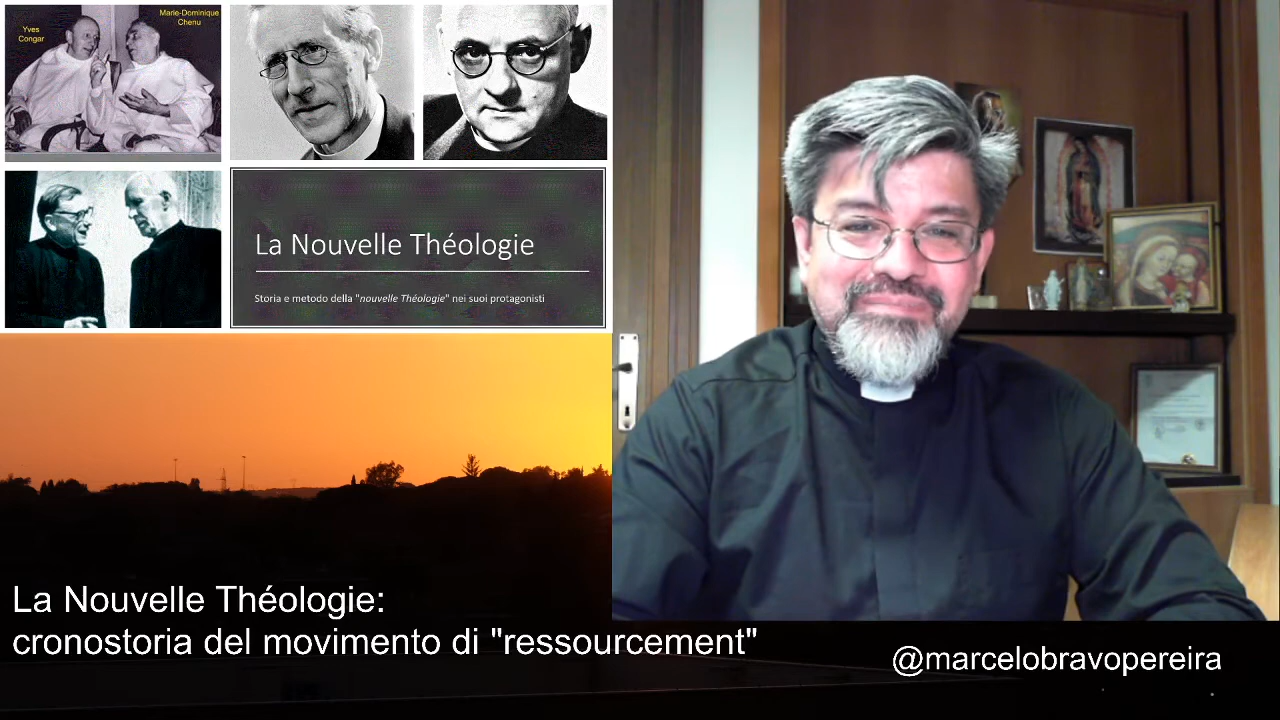 Yves
Congar
Marie-Dominique
Chenu
La Nouvelle Théologie
Storia e metodo della "nouvelle Théologie" nei suoi protagonisti
La Nouvelle Théologie:
cronostoria del movimento di "ressourcement"
@marcelobravopereira